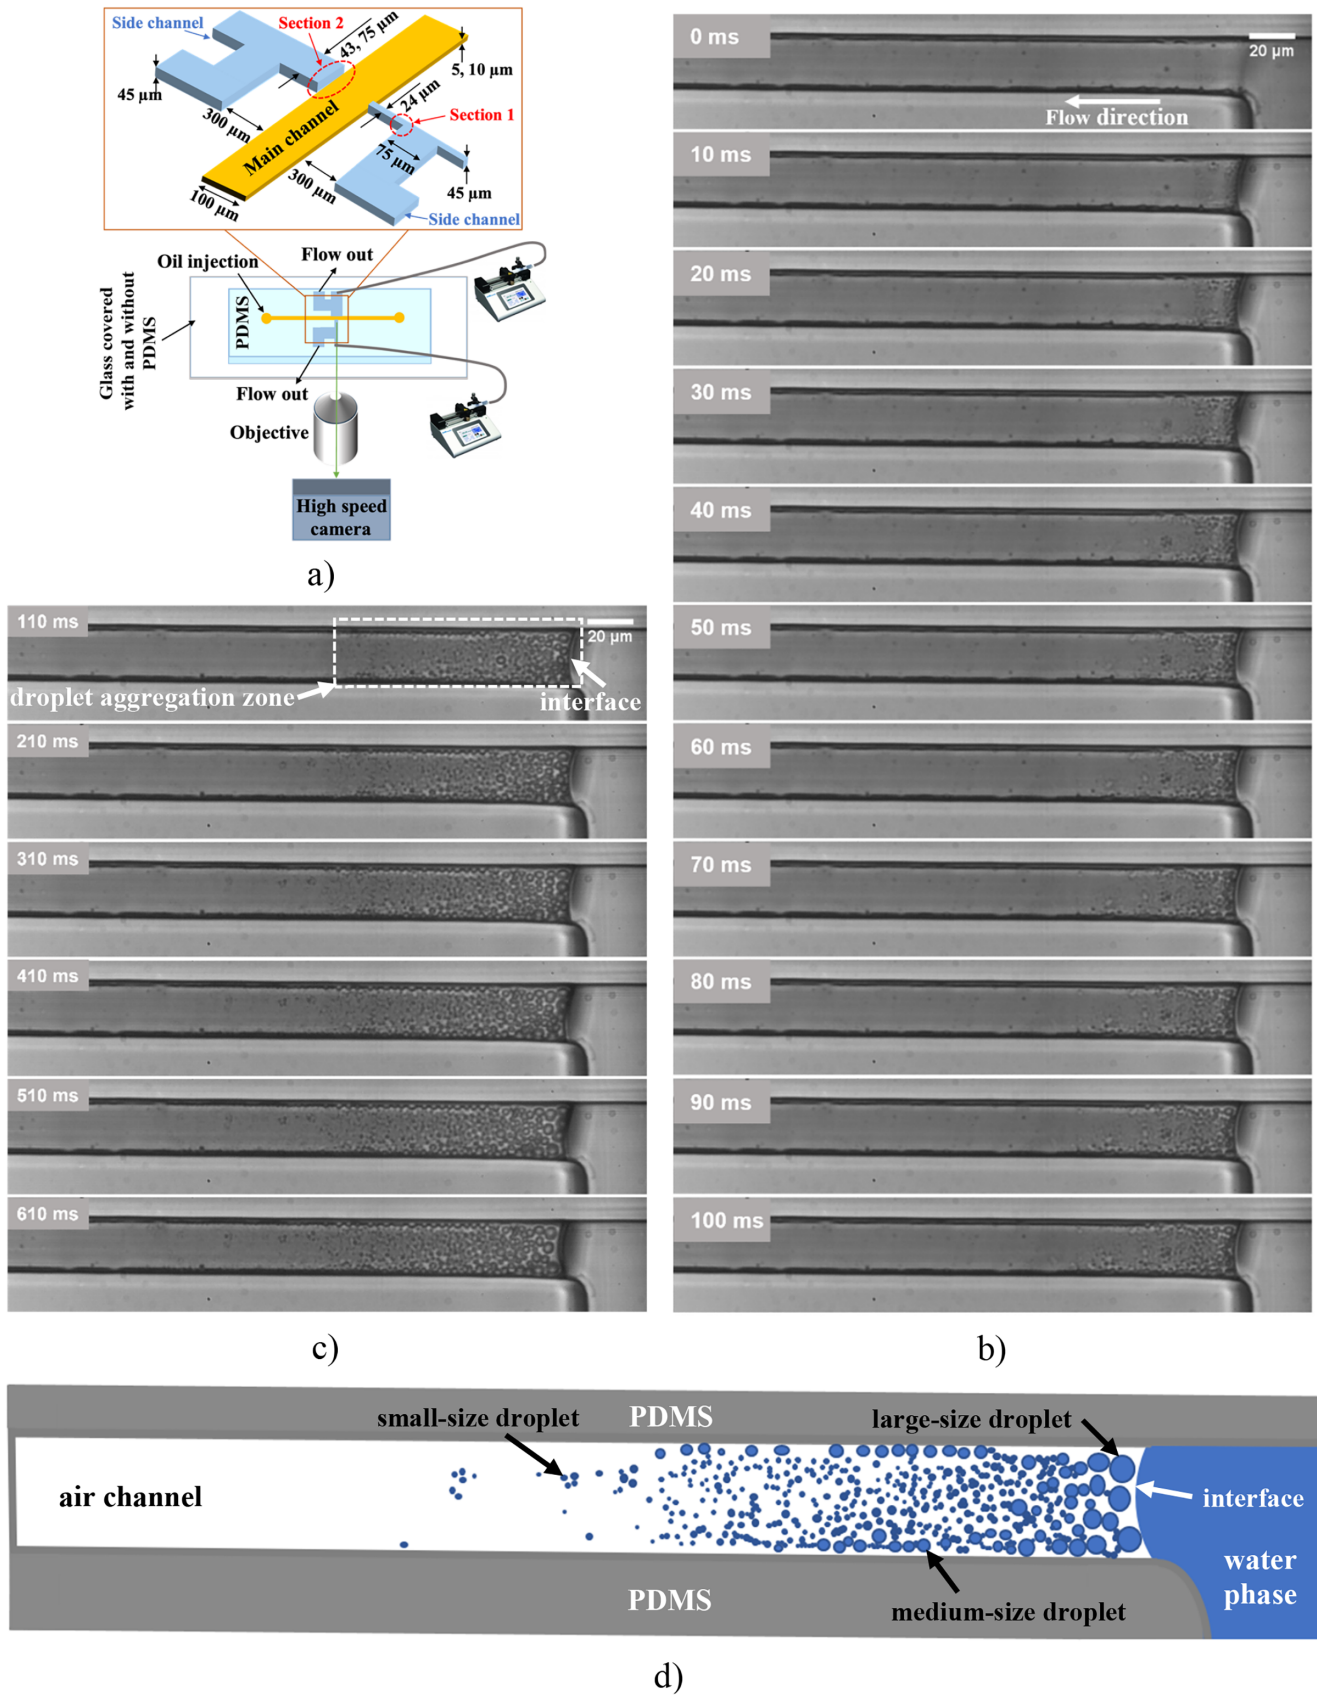 Side channel
Section 2
43, 75 µm
5, 10 µm
45 µm
300 µm
Main channel
24 µm
Section 1
75 µm
300 µm
45 µm
100 µm
Side channel
Flow out
Oil injection
PDMS
Glass covered
with and without
PDMS
Flow out
Objective
High speed
camera
a)
0 ms
20 µm
Flow direction
10 ms
20 ms
30 ms
40 ms
50 ms
60 ms
70 ms
80 ms
90 ms
100 ms
b)
110 ms
20 µm
droplet aggregation zone
interface
210 ms
310 ms
410 ms
510 ms
610 ms
c)
small-size droplet
PDMS
large-size droplet
air channel
interface
water
phase
PDMS
medium-size droplet
d)